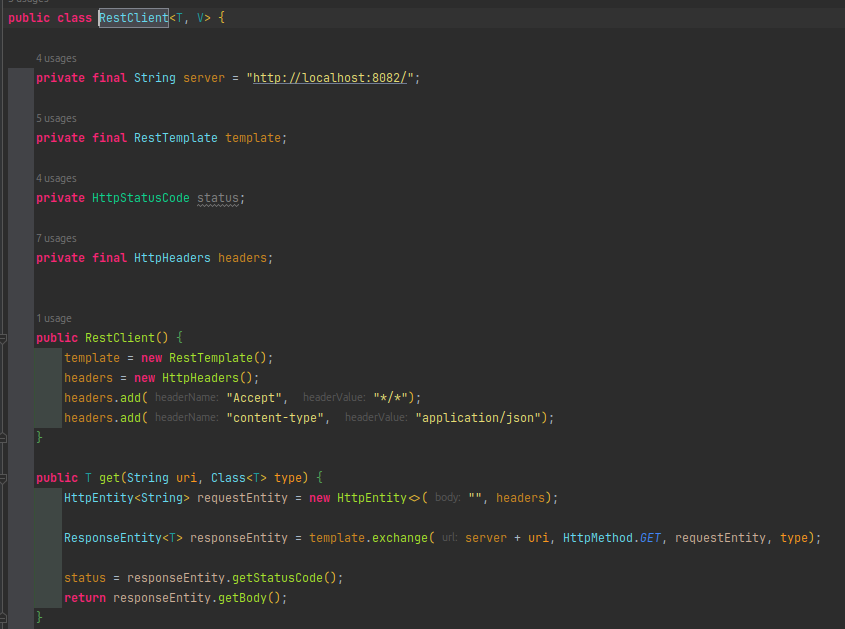 public class RestClient<T, V> {
4 usages
private final String server = "http://localhost:8082/";
5 usages
private final RestTemplate template;
4 usages
private HttpStatusCode status;
7 usages
private final HttpHeaders headers;
1 usage
public RestClient() {
template = new RestTemplate();
headers = new HttpHeaders();
headers.add( headerName: "Accept", headerValue: "*/*");
headers.add( headerName: "content-type", headerValue: "application/json");
}
public T get(String uri, Class<T> type) {
HttpEntity<String> requestEntity = new HttpEntity<>( body: "", headers);
ResponseEntity<T> responseEntity = template.exchange( url: server + uri, HttpMethod.GET, requestEntity, type);
status = responseEntity.getStatusCode();
return responseEntity.getBody();
}